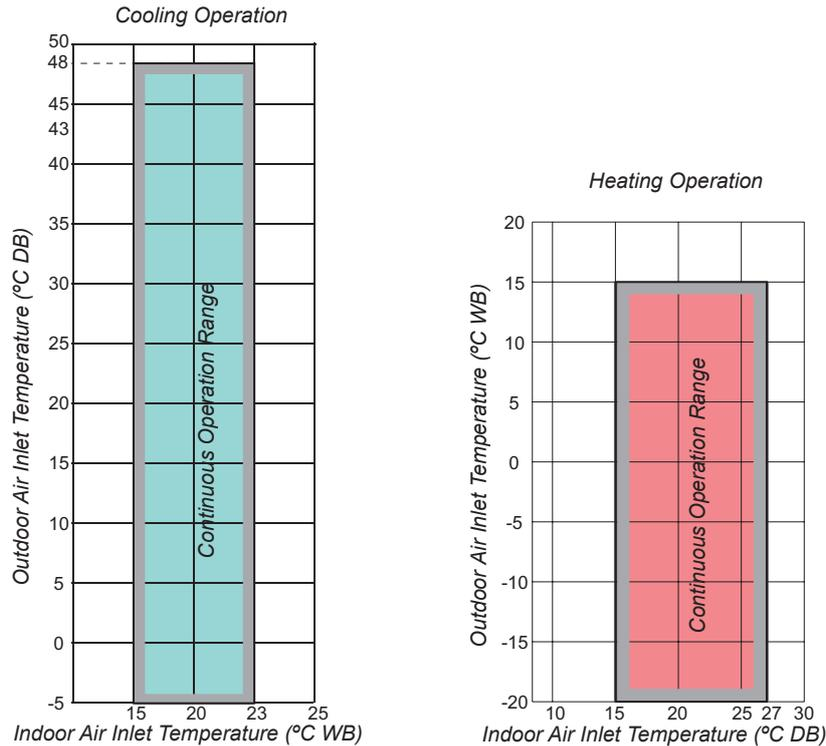 Cooling Operation
50
48
45
43
40
35
30
25
20
15
10
5
0
-5
Outdoor Air Inlet Temperature (ºC DB)
Continuous Operation Range
15 20 23 25
Indoor Air Inlet Temperature (ºC WB)
Heating Operation
20
15
10
5
0
-5
-10
-15
-20
Outdoor Air Inlet Temperature (ºC WB)
Continuous Operation Range
10 15 20 25 27 30
Indoor Air Inlet Temperature (ºC DB)